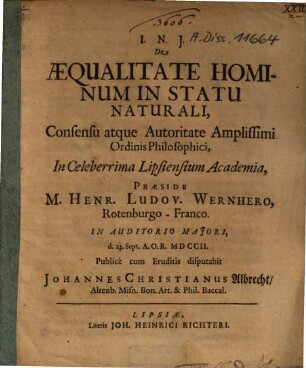 3606.
A. Diss. 11664
XXIII
I. N. J.
De
ÆQUALITATE HOMI-
NUM IN STATU
NATURALI,
Consensu atque Autoritate Amplissimi
Ordinis Philosophici,
In Celeberrima Lipsiensium Academia,
PRÆSIDE
M. HENR. LUDOV. WERNHERO,
Rotenburgo - Franco.
IN AUDITORIO MAJORI,
d. 23. Sept. A.O.R. MDCCII.
Publicè cum Eruditis disputabit
JOHANNES CHRISTIANUS Albrecht/
Altenb. Misn. Bon. Art. & Phil. Baccal.
LIPSIÆ,
Literis JOH. HEINRICI RICHTERI.